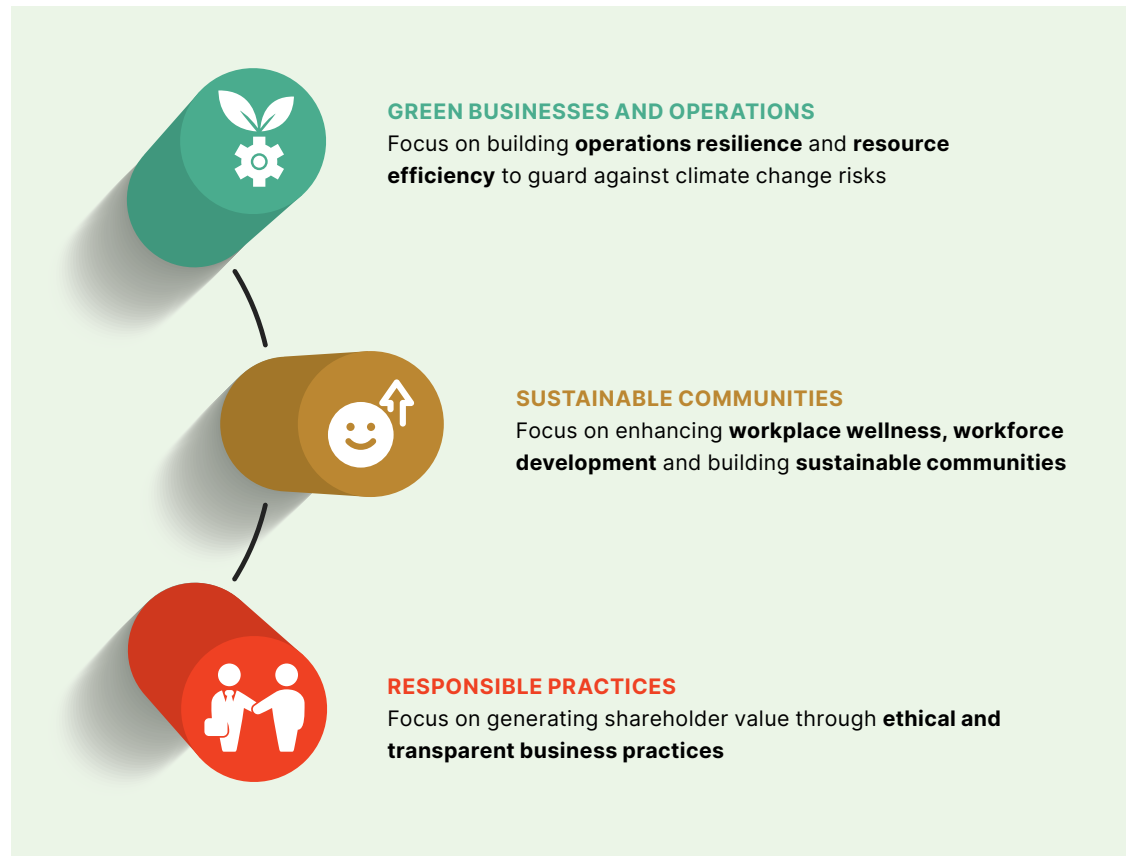 GREEN BUSINESSES AND OPERATIONS
Focus on building operations resilience and resource
efficiency to guard against climate change risks
SUSTAINABLE COMMUNITIES
Focus on enhancing workplace wellness, workforce
development and building sustainable communities
RESPONSIBLE PRACTICES
Focus on generating shareholder value through ethical and
transparent business practices